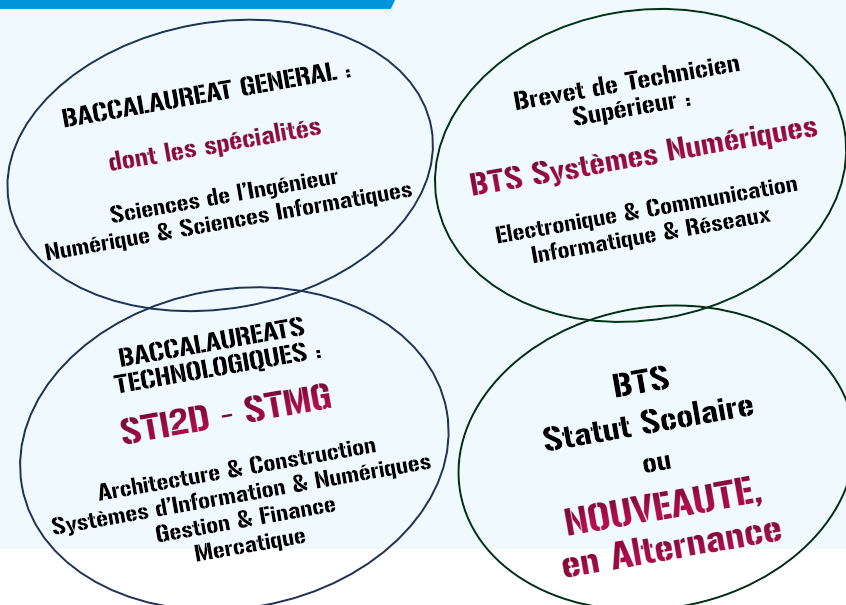 BACCALAUREAT GENERAL :
dont les spécialités
Sciences de l'Ingénieur
Numérique & Sciences Informatiques
Brevet de Technicien
Supérieur :
BTS Systèmes Numériques
Electronique & Communication
Informatique & Réseaux
BACCALAUREATS
TECHNOLOGIQUES :
STI2D - STMG
Architecture & Construction
Systèmes d'Information & Numériques
Gestion & Finance
Mercatique
BTS
Statut Scolaire
ou
NOUVEAUTE,
en Alternance